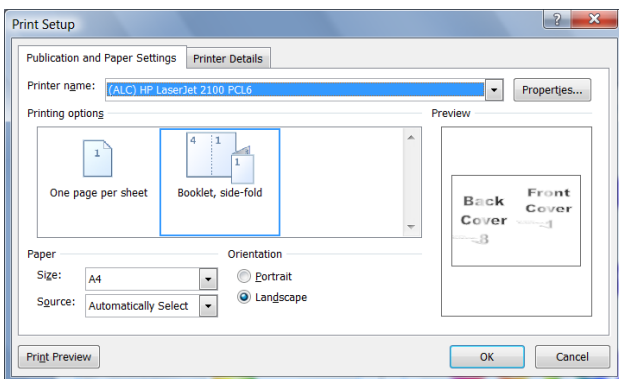 Print Setup
?
X
Publication and Paper Settings
Printer Details
Printer name:
(ALC) HP LaserJet 2100 PCL6
Properties...
Printing options
Preview
1
One page per sheet
4 1
1
Booklet, side-fold
Back Cover
8
Front Cover
1
Paper
Size:
A4
Source:
Automatically Select
Orientation
Portrait
Landscape
Print Preview
OK
Cancel